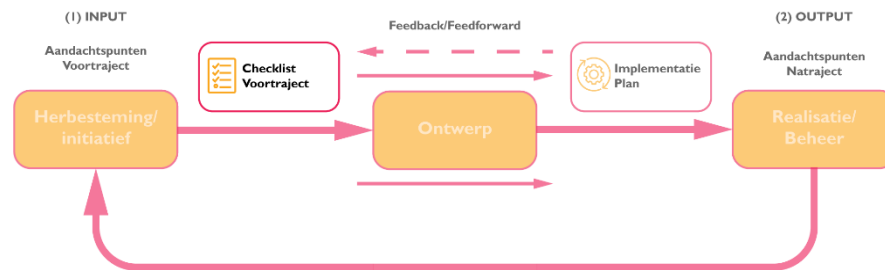 (1) INPUT
(2) OUTPUT
Feedback/Feedforward
Aandachtspunten
Voortraject
Checklist
Voortraject
Implementatie
Plan
Aandachtspunten
Natraject
Herbesteming/
initiatief
Ontwerp
Realisatie/
Beheer